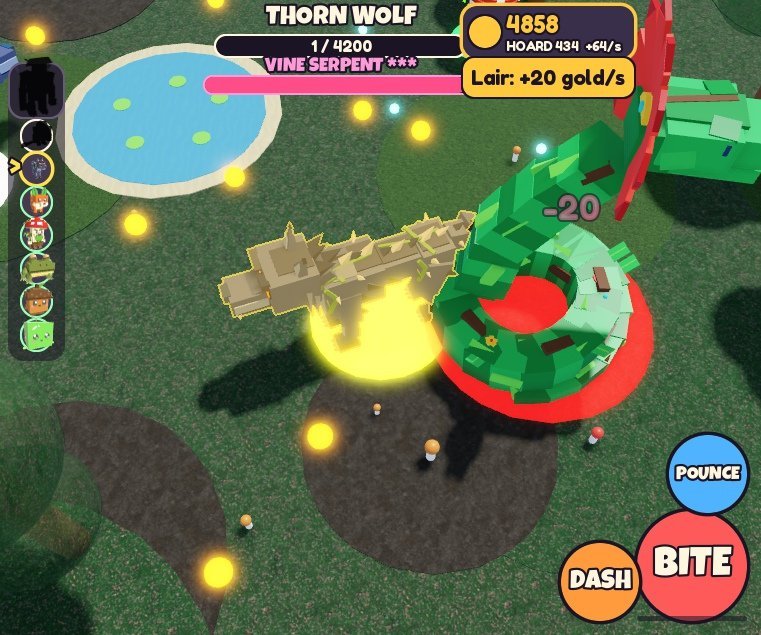 THORN WOLF
1 / 4200
VINE SERPENT ***
4858
HOARD 434 +64/s
Lair: +20 gold/s
-20
>
POUNCE
DASH
BITE